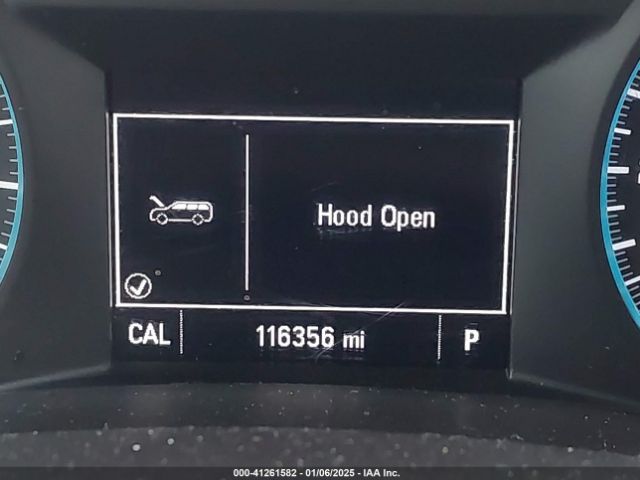 Hood Open
CAL 116356 mi P
000-41261582 - 01/06/2025 - IAA Inc.